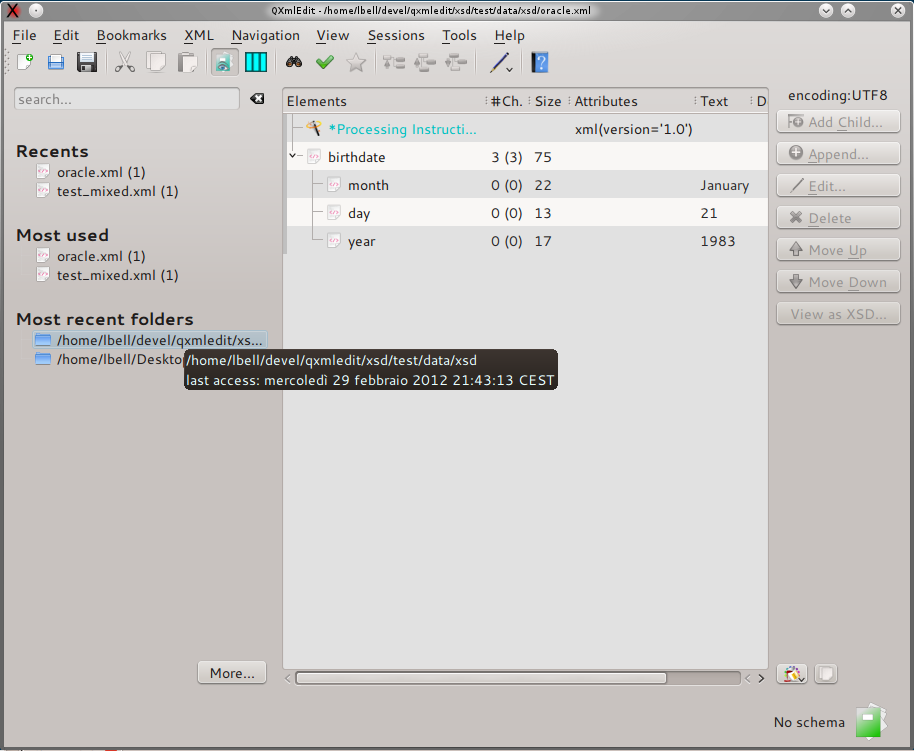 QXmlEdit - /home/lbell/devel/qxmledit/xsd/test/data/xsd/oracle.xml
File Edit Bookmarks XML Navigation View Sessions Tools Help
search...
Recents
oracle.xml (1)
test_mixed.xml (1)
Most used
oracle.xml (1)
test_mixed.xml (1)
Most recent folders
/home/lbell/devel/qxmledit/xs...
/home/lbell/Deskto
/home/lbell/devel/qxmledit/xsd/test/data/xsd
last access: mercoledì 29 febbraio 2012 21:43:13 CEST
More...
Elements #Ch. Size Attributes Text D
*Processing Instructi... xml(version='1.0')
birthdate 3 (3) 75
month 0 (0) 22 January
day 0 (0) 13 21
year 0 (0) 17 1983
encoding:UTF8
Add Child...
Append...
Edit...
Delete
Move Up
Move Down
View as XSD...
No schema